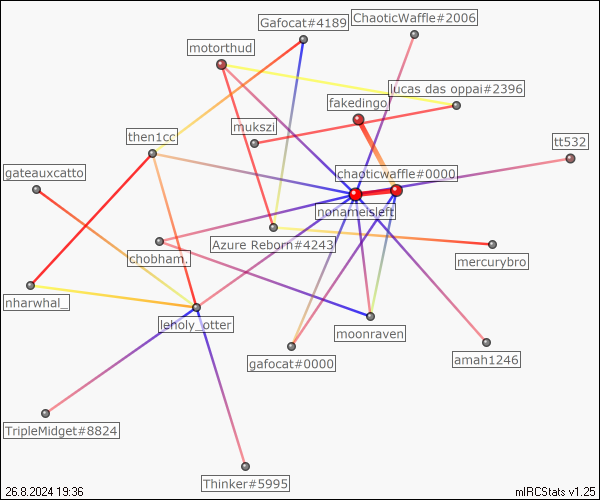 ChaoticWaffle#2006
Gafocat#4189
motorthud
lucas das oppai#2396
fakedingo
mukszi
then1cc
tt532
gateauxcatto
chaoticwaffle#0000
nonameisleft
Azure Reborn#4243
chobham.
mercurybro
nharwhal_
leholy_otter
moonraven
gafocat#0000
amah1246
TripleMidget#8824
Thinker#5995
26.8.2024 19:36
mIRCStats v1.25